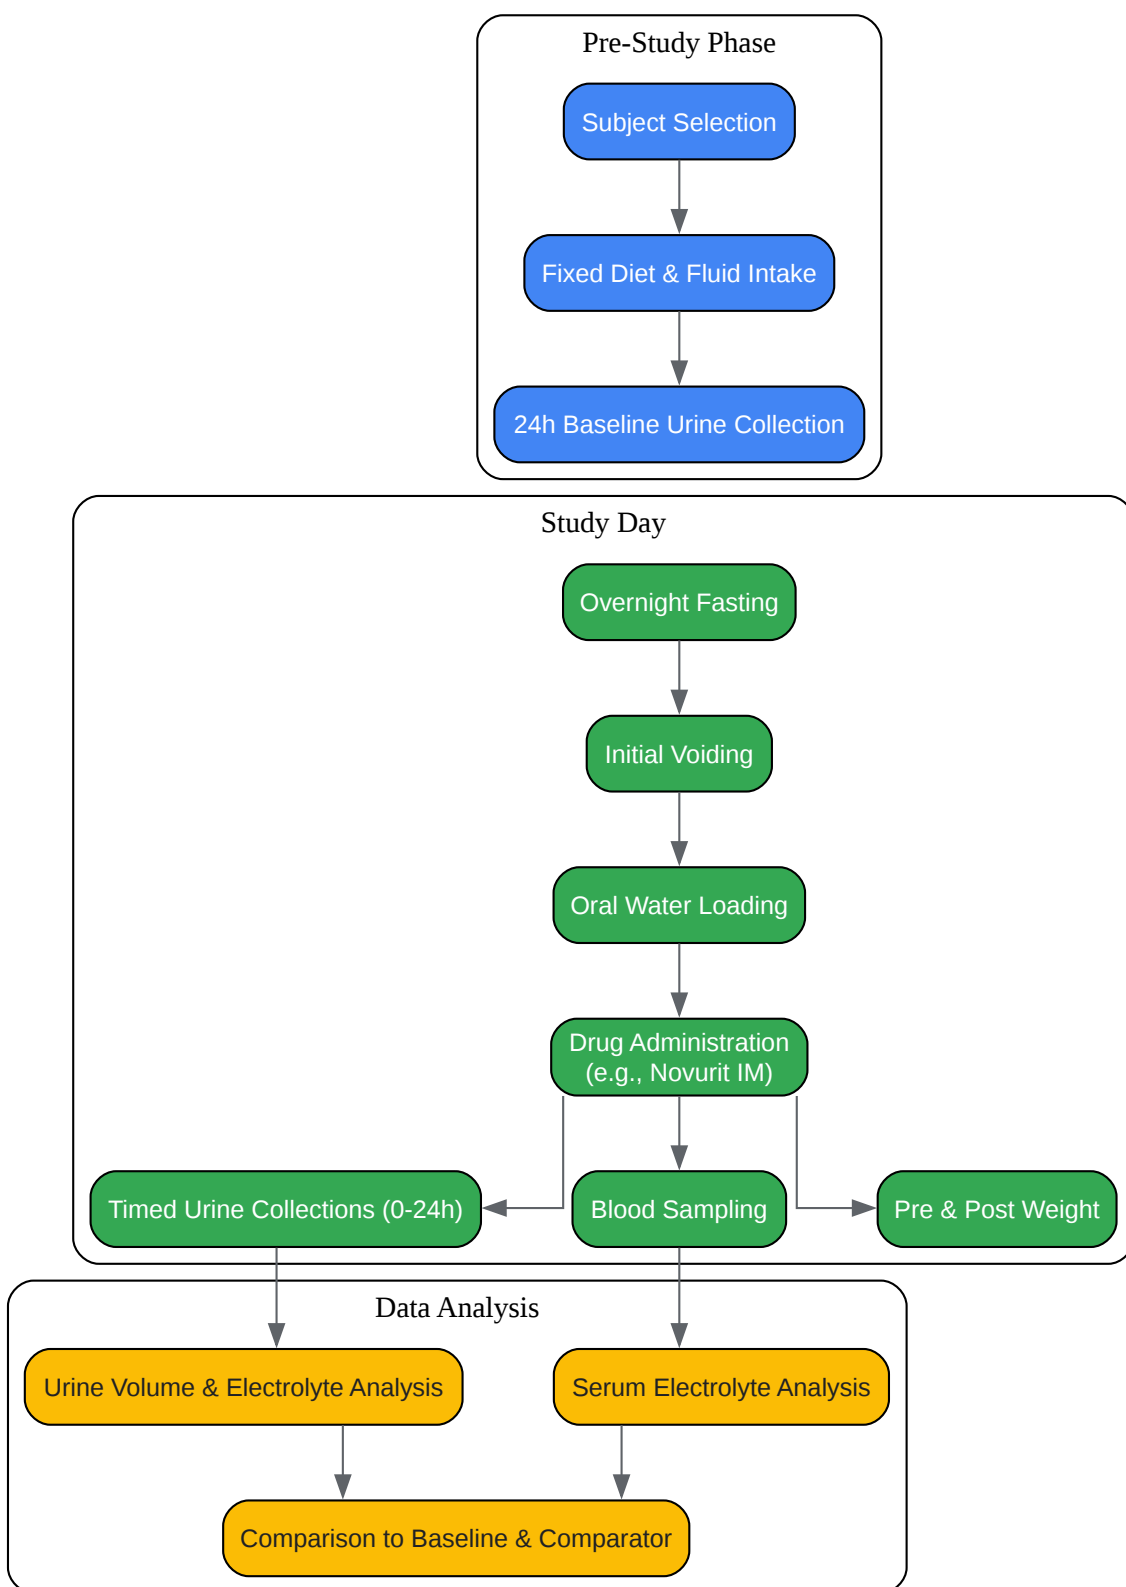 Pre-Study Phase
Subject Selection
Fixed Diet & Fluid Intake
24h Baseline Urine Collection
Study Day
Overnight Fasting
Initial Voiding
Oral Water Loading
Drug Administration
(e.g., Novurit IM)
Timed Urine Collections (0-24h)
Blood Sampling
Pre & Post Weight
Data Analysis
Urine Volume & Electrolyte Analysis
Serum Electrolyte Analysis
Comparison to Baseline & Comparator